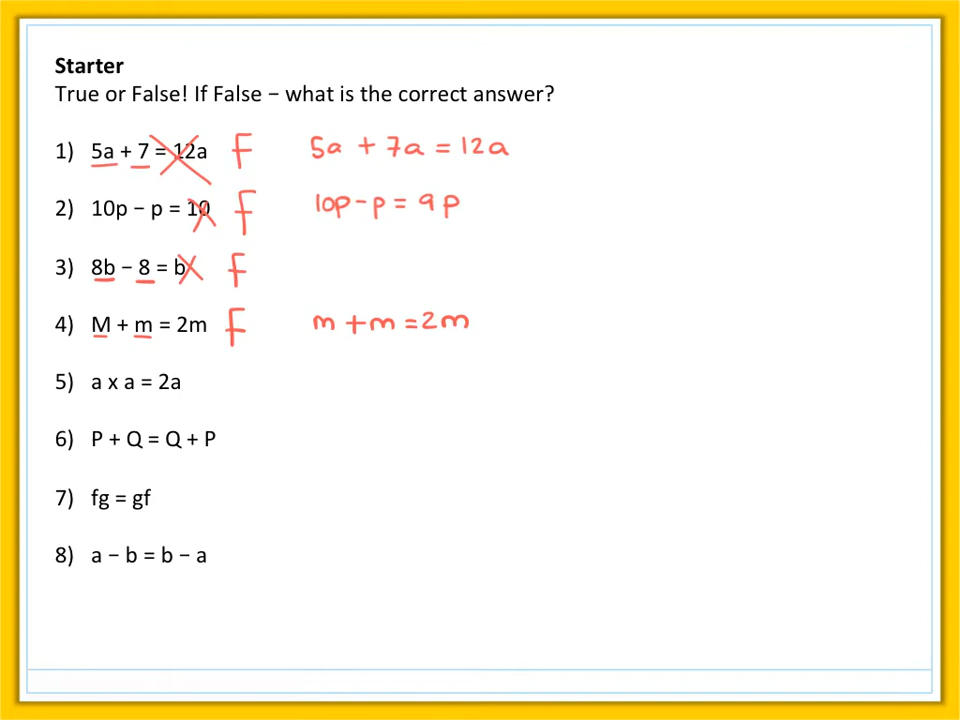 Starter
True or False! If False – what is the correct answer?
1) 5a + 7 = 12a F 5a + 7a = 12a
2) 10p – p = 10 F 10p – p = 9p
3) 8b – 8 = b F
4) M + m = 2m F m + m = 2m
5) a x a = 2a
6) P + Q = Q + P
7) fg = gf
8) a – b = b – a